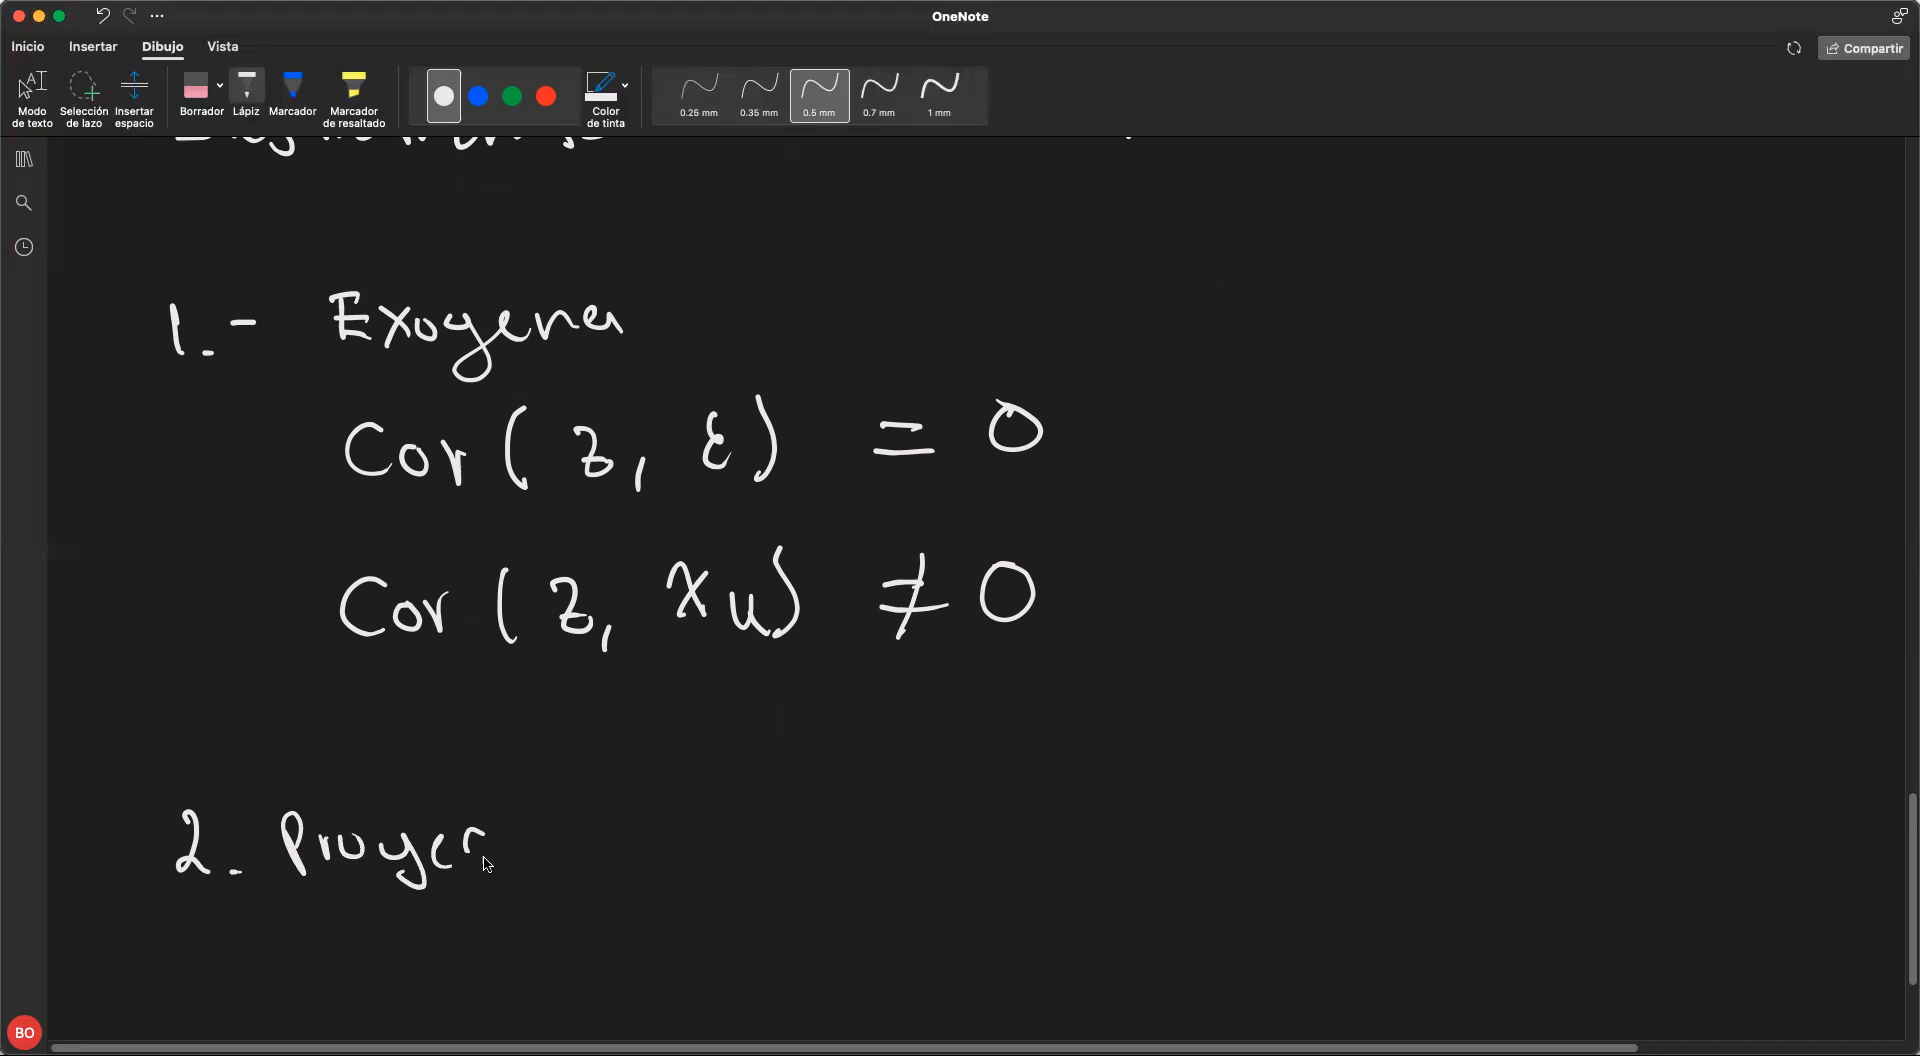 OneNote
Inicio Insertar Dibujo Vista
Compartir
Modo de texto
Selección de lazo
Insertar espacio
Borrador
Lápiz
Marcador
Marcador de resaltado
Color de tinta
0.25 mm
0.35 mm
0.5 mm
0.7 mm
1 mm
1.- Exogena
Cor ( z, ε) = 0
Cor ( z, xu) ≠ 0
2. Proyec
BO